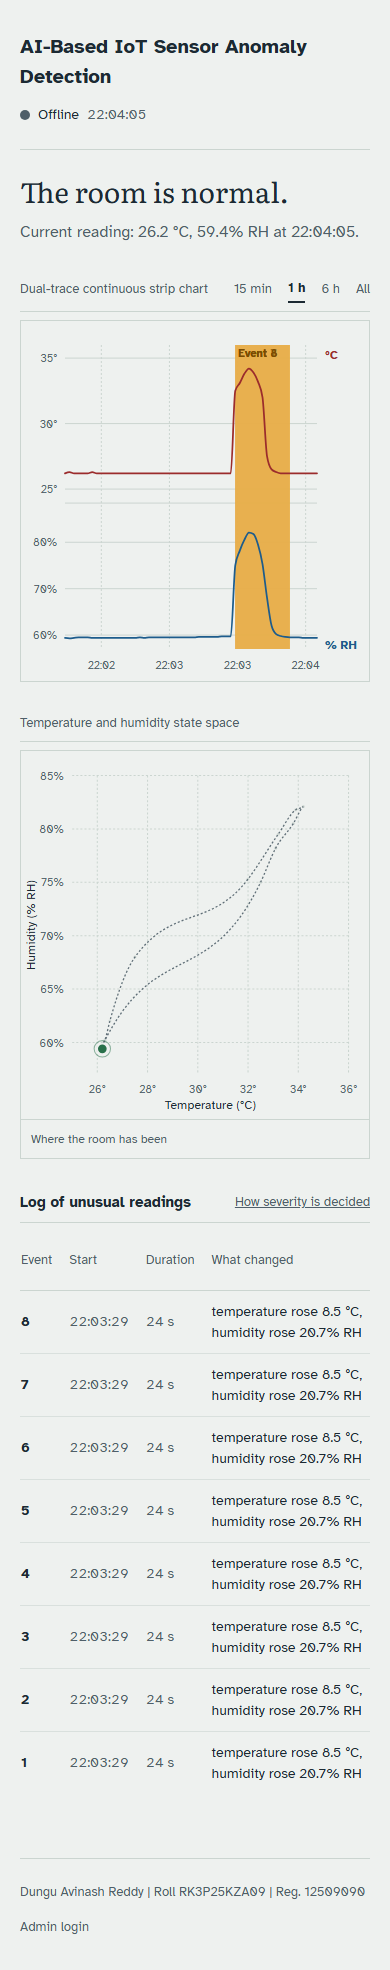 AI-Based IoT Sensor Anomaly
Detection
Offline 22:04:05
The room is normal.
Current reading: 26.2 °C, 59.4% RH at 22:04:05.
Dual-trace continuous strip chart 15 min 1 h 6 h All
Event
°C
35°
30°
25°
80%
70%
60%
% RH
22:02 22:03 22:03 22:04
Temperature and humidity state space
85%
80%
75%
70%
65%
60%
Humidity (% RH)
26° 28° 30° 32° 34° 36°
Temperature (°C)
Where the room has been
Log of unusual readings How severity is decided
Event Start Duration What changed
8 22:03:29 24 s temperature rose 8.5 °C,
humidity rose 20.7% RH
7 22:03:29 24 s temperature rose 8.5 °C,
humidity rose 20.7% RH
6 22:03:29 24 s temperature rose 8.5 °C,
humidity rose 20.7% RH
5 22:03:29 24 s temperature rose 8.5 °C,
humidity rose 20.7% RH
4 22:03:29 24 s temperature rose 8.5 °C,
humidity rose 20.7% RH
3 22:03:29 24 s temperature rose 8.5 °C,
humidity rose 20.7% RH
2 22:03:29 24 s temperature rose 8.5 °C,
humidity rose 20.7% RH
1 22:03:29 24 s temperature rose 8.5 °C,
humidity rose 20.7% RH
Dungu Avinash Reddy | Roll RK3P25KZA09 | Reg. 12509090
Admin login